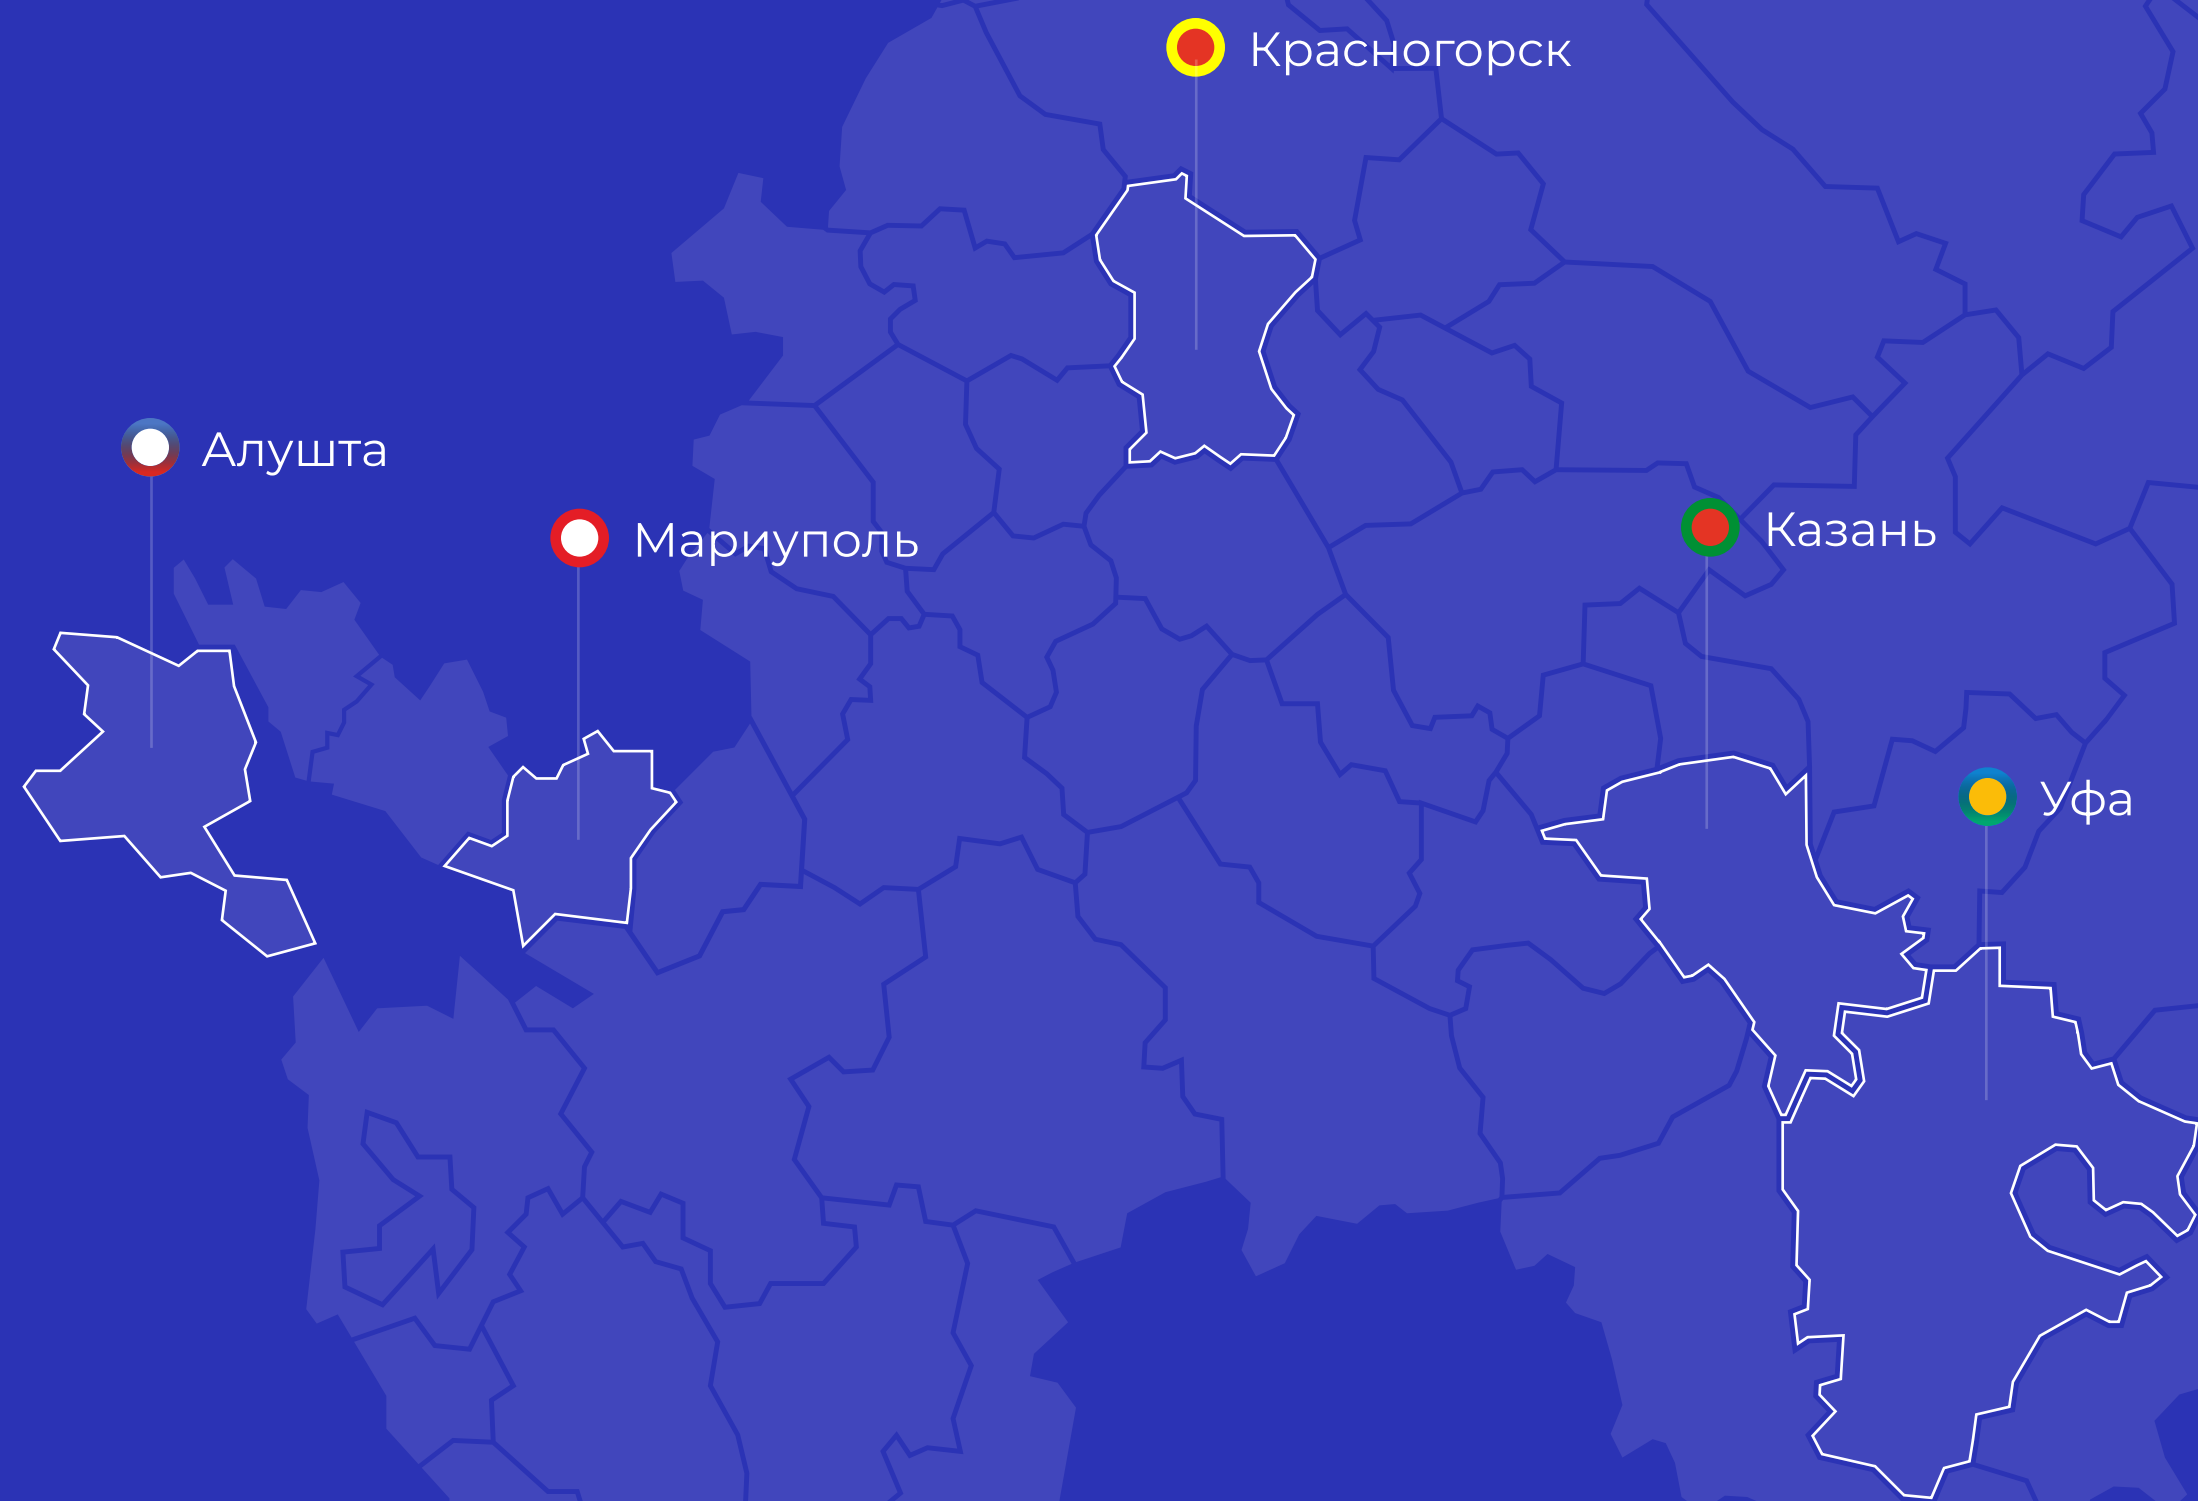 Красногорск
Алушта
Мариуполь
Казань
Уфа